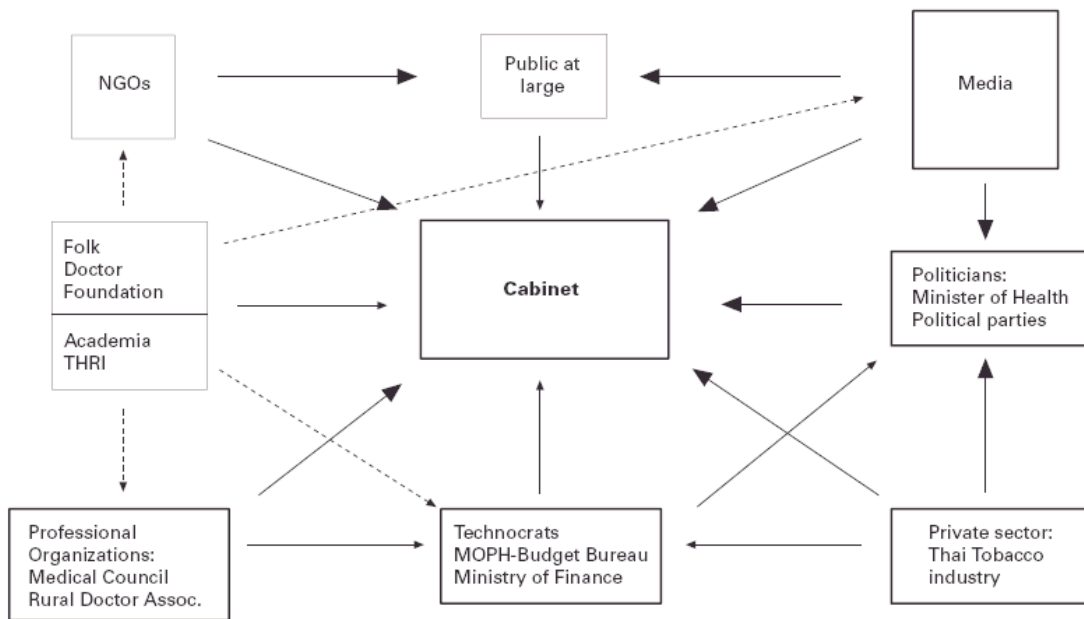 NGOs
Public at
large
Media
Folk
Doctor
Foundation
Academia
THRI
Cabinet
Politicians:
Minister of Health
Political parties
Professional
Organizations:
Medical Council
Rural Doctor Assoc.
Technocrats
MOPH-Budget Bureau
Ministry of Finance
Private sector:
Thai Tobacco
industry